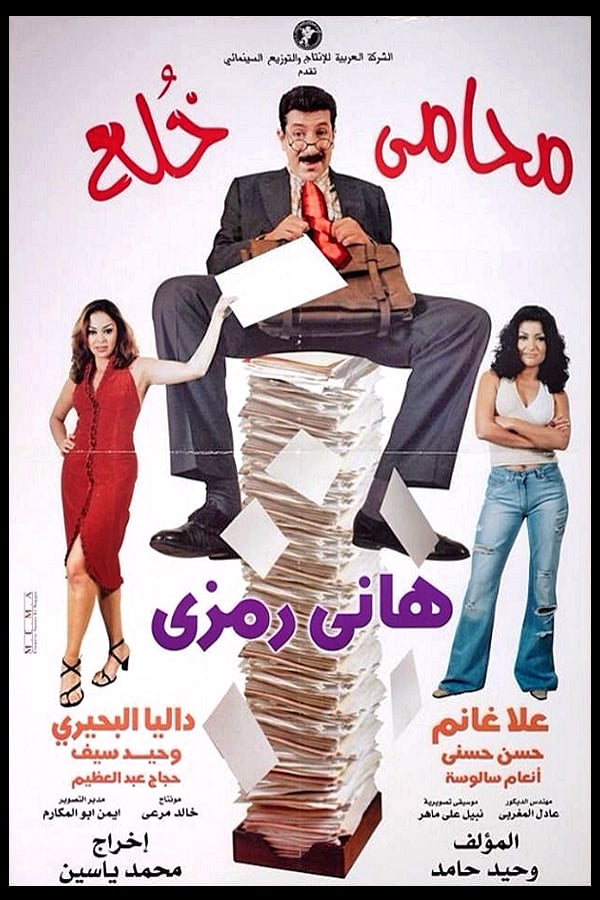 الشركة العربية للإنتاج والتوزيع السينمائى
تقدم
محامى خُلع
هانى رمزى
علا غانم
حسن حسنى
أنعام سالوسة
داليا البحيري
وحيد سيف
حجاج عبد العظيم
مهندس الديكور
عادل المغربى
موسيقى تصويرية
نبيل على ماهر
مونتاج
خالد مرعى
مدير التصوير
ايمن ابو المكارم
المؤلف
وحيد حامد
إخراج
محمد ياسين